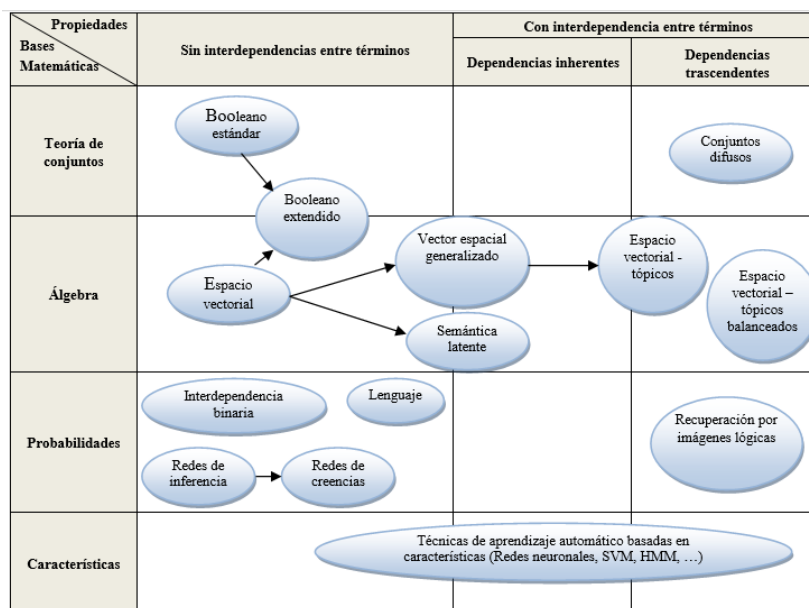 Propiedades
Bases
Matemáticas
Sin interdependencias entre términos
Con interdependencia entre términos
Dependencias inherentes
Dependencias
trascendentes
Teoría de
conjuntos
Booleano
estándar
Booleano
extendido
Conjuntos
difusos
Álgebra
Espacio
vectorial
Vector espacial
generalizado
Semántica
latente
Espacio
vectorial -
tópicos
Espacio
vectorial –
tópicos
balanceados
Probabilidades
Interdependencia
binaria
Lenguaje
Redes de
inferencia
Redes de
creencias
Recuperación por
imágenes lógicas
Características
Técnicas de aprendizaje automático basadas en
características (Redes neuronales, SVM, HMM, …)